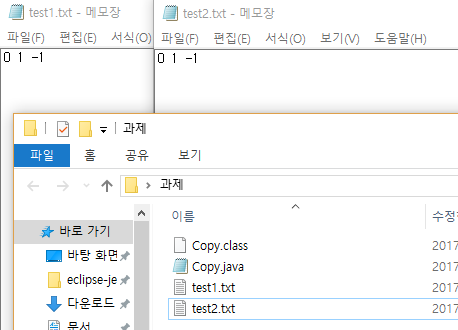 test1.txt - 메모장
파일(F) 편집(E) 서식(O)
0 1 -1
test2.txt - 메모장
파일(F) 편집(E) 서식(O) 보기(V) 도움말(H)
0 1 -1
과제
파일 홈 공유 보기
과제
바로 가기
바탕 화면
eclipse-je
다운로드
문서
이름 수정
Copy.class 2017
Copy.java 2017
test1.txt 2017
test2.txt 2017